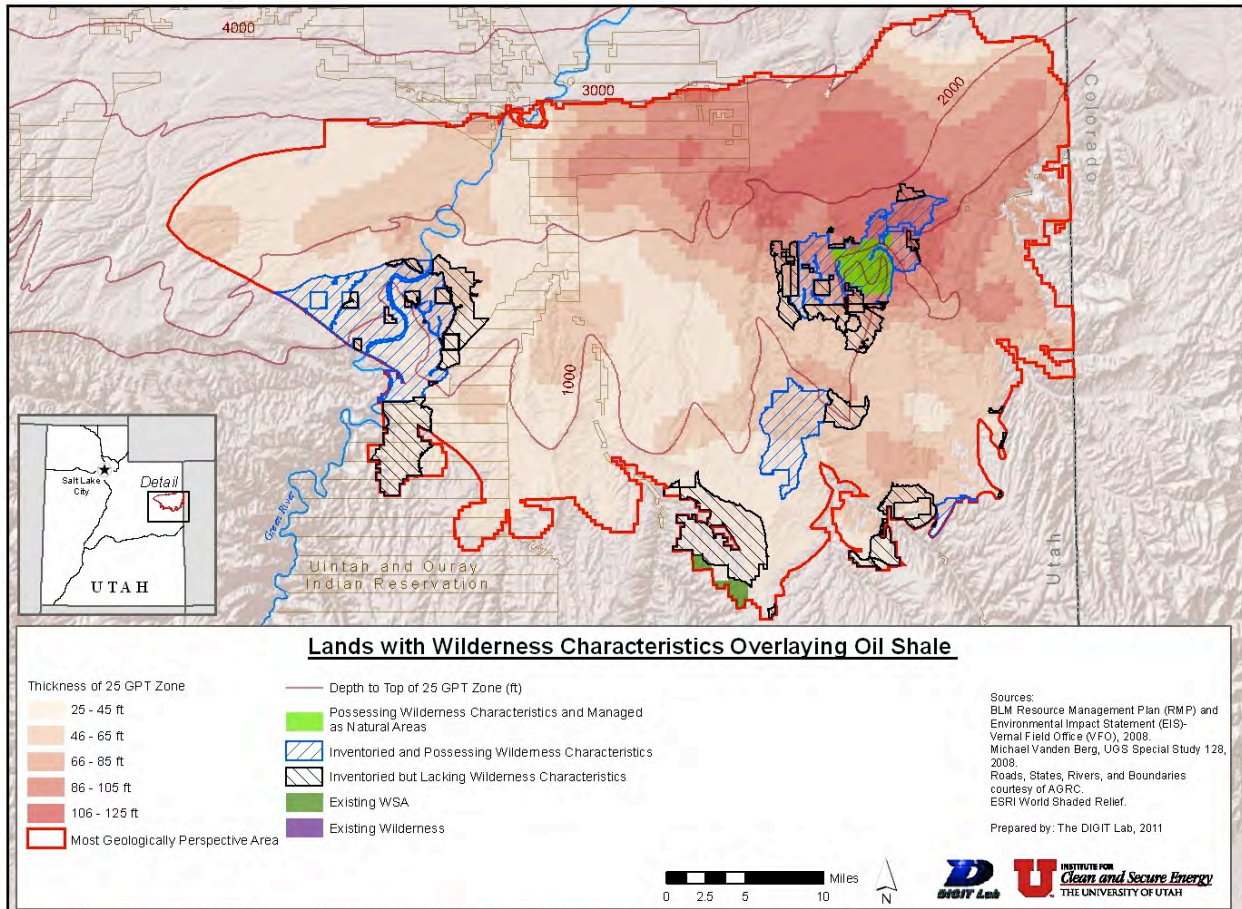 4000
3000
2000
1000
Colorado
Utah
Green River
Uintah and Ouray
Indian Reservation
Salt Lake
City
Detail
UTAH
Lands with Wilderness Characteristics Overlaying Oil Shale
Thickness of 25 GPT Zone
25 - 45 ft
46 - 65 ft
66 - 85 ft
86 - 105 ft
106 - 125 ft
Most Geologically Perspective Area
Depth to Top of 25 GPT Zone (ft)
Possessing Wilderness Characteristics and Managed
as Natural Areas
Inventoried and Possessing Wilderness Characteristics
Inventoried but Lacking Wilderness Characteristics
Existing WSA
Existing Wilderness
Sources:
BLM Resource Management Plan (RMP) and
Environmental Impact Statement (EIS)-
Vernal Field Office (VFO), 2008.
Michael Vanden Berg, UGS Special Study 128,
2008.
Roads, States, Rivers, and Boundaries
courtesy of AGRC.
ESRI World Shaded Relief.
Prepared by: The DIGIT Lab, 2011
Miles
0 2.5 5 10
N
DIGIT Lab
U
INSTITUTE FOR
Clean and Secure Energy
THE UNIVERSITY OF UTAH